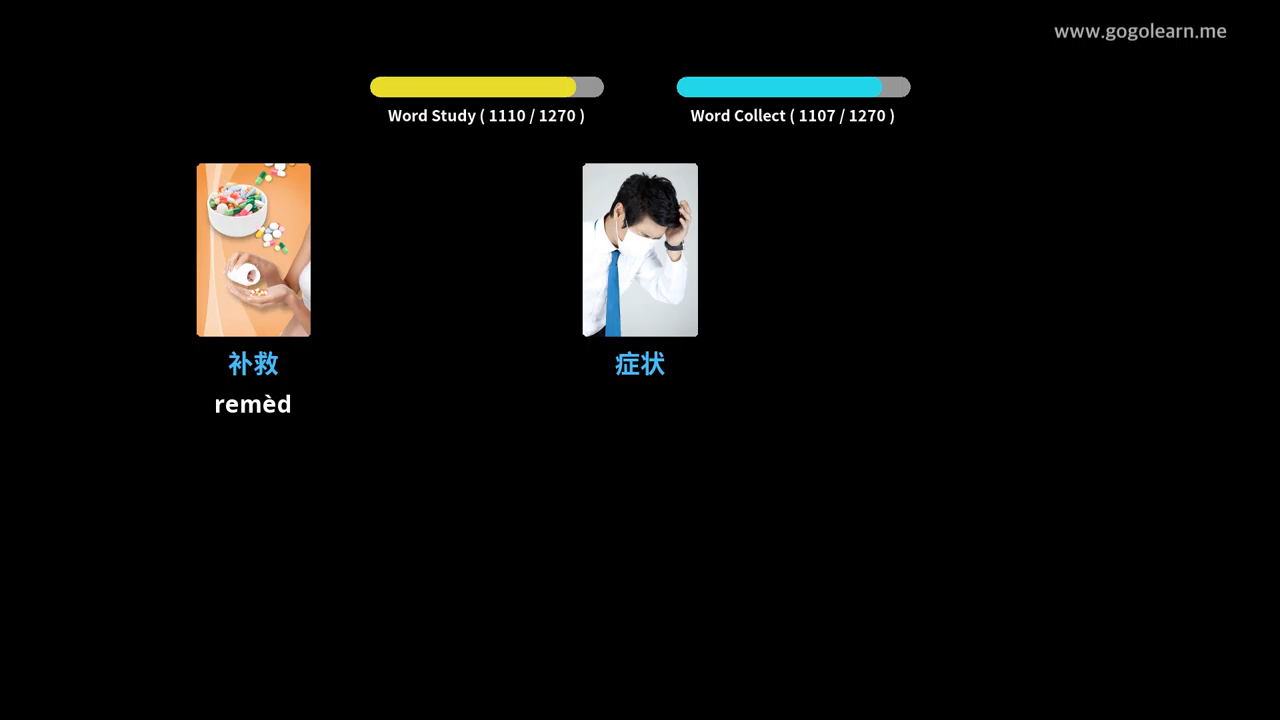 www.gogolearn.me
Word Study ( 1110 / 1270 )
Word Collect ( 1107 / 1270 )
补救
症状
remèd